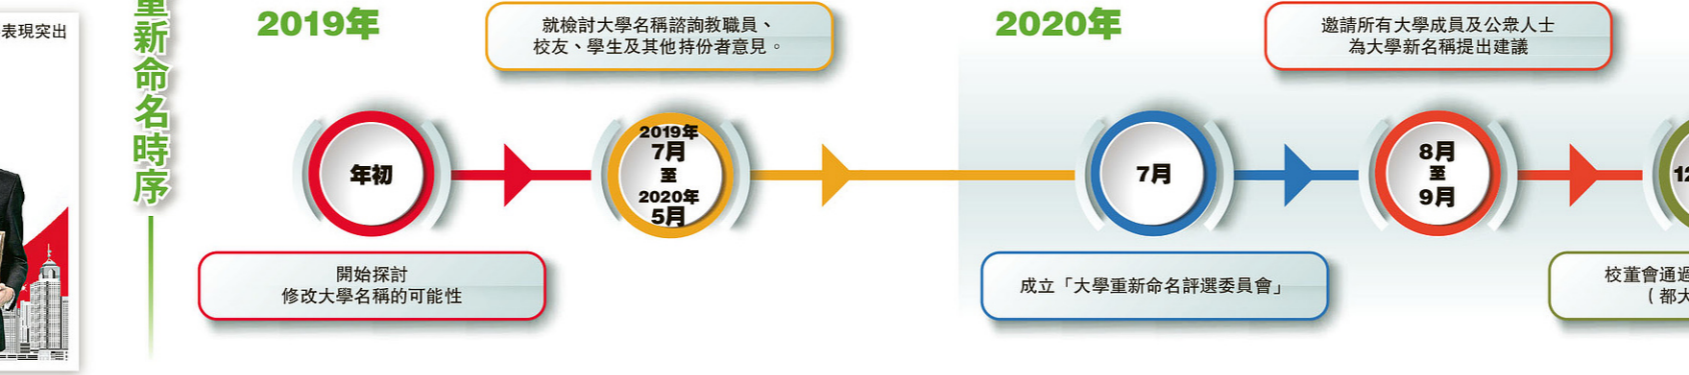 表現突出
重新命名時序
2019年
就檢討大學名稱諮詢教職員、
校友、學生及其他持份者意見。
年初
開始探討
修改大學名稱的可能性
2019年
7月
至
2020年
5月
2020年
7月
成立「大學重新命名評選委員會」
邀請所有大學成員及公眾人士
為大學新名稱提出建議
8月
至
9月
12
校董會通過
（都大